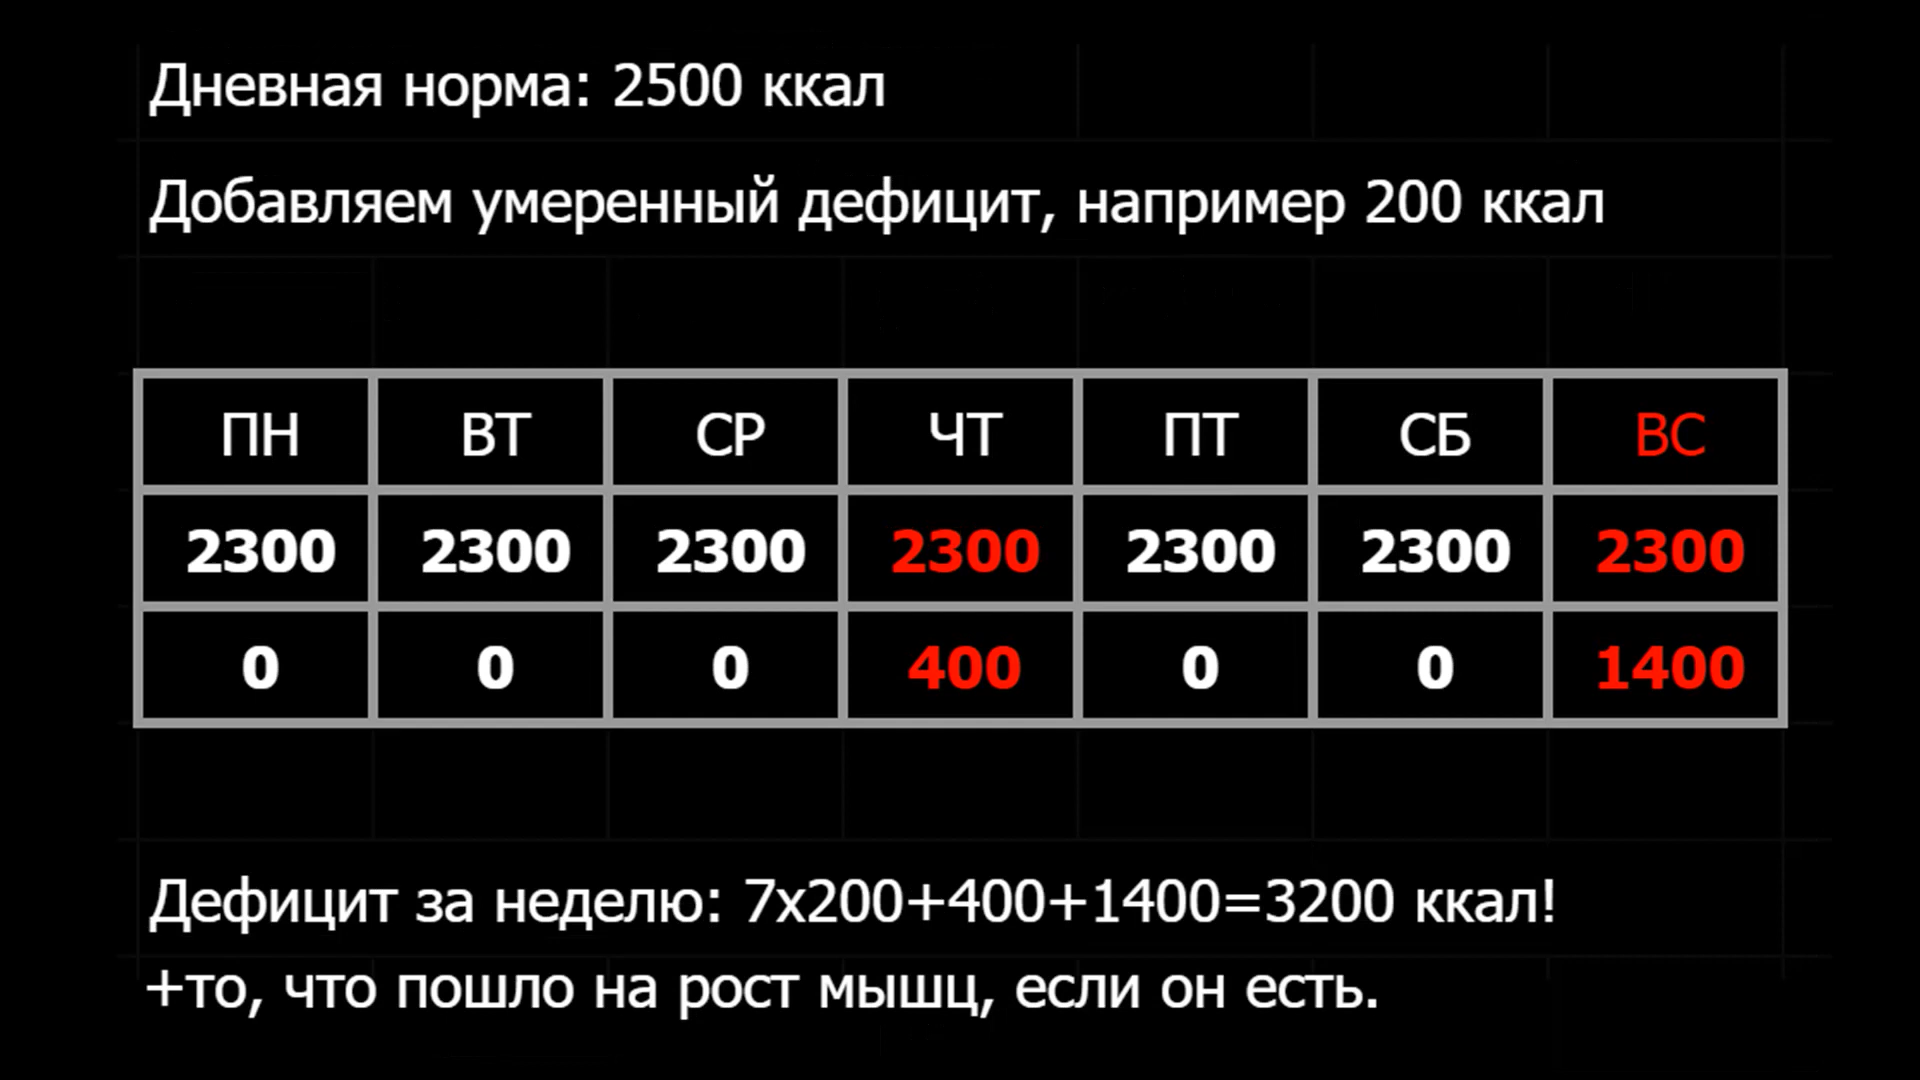 Дневная норма: 2500 ккал
Добавляем умеренный дефицит, например 200 ккал
ПН ВТ СР ЧТ ПТ СБ ВС
2300 2300 2300 2300 2300 2300 2300
0 0 0 400 0 0 1400
Дефицит за неделю: 7х200+400+1400=3200 ккал!
+то, что пошло на рост мышц, если он есть.